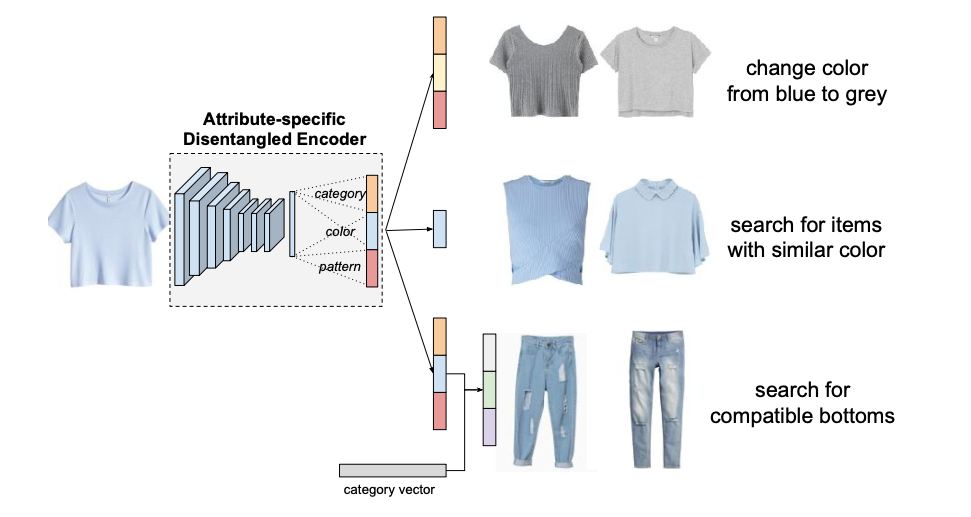 Attribute-specific
Disentangled Encoder
category
color
pattern
change color
from blue to grey
search for items
with similar color
search for
compatible bottoms
category vector